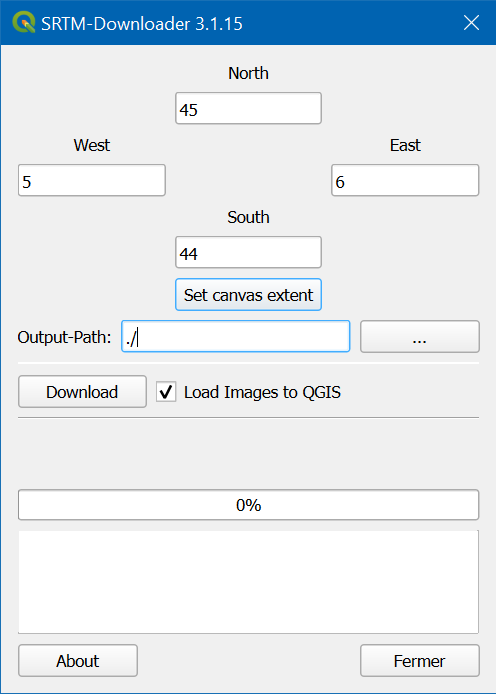 SRTM-Downloader 3.1.15
North
45
West East
5 6
South
44
Set canvas extent
Output-Path: ./ ...
Download Load Images to QGIS
0%
About Fermer